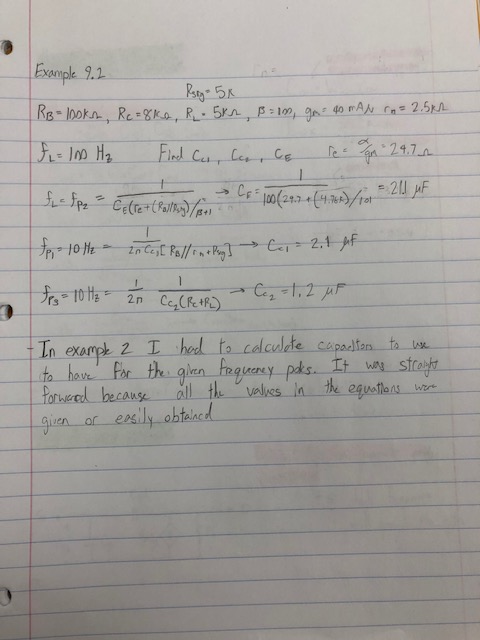 Example 9.2
Rsig = 5K
RB = 100KΩ, RC = 8KΩ, RL = 5KΩ, β = 100, gm = 40 mA/V rπ = 2.5KΩ
fL = 100 Hz Find CC1, CC2, CE re = α/gm = 24.7Ω
fL = fP2 = 1/CE(re + (RB//Rsig)/β+1) → CE = 1/100(24.7 + (4.76K)/101 = 21.1 μF
fP1 = 10 Hz = 1/2π CC1[RB//rπ + Rsig] → CC1 = 2.1 μF
fP3 = 10 Hz = 1/2π 1/CC2(RC+RL) → CC2 = 1.2 μF
- In example 2 I had to calculate capacitors to use
to have for the given frequency poles. It was straight
forward because all the values in the equations were
given or easily obtained